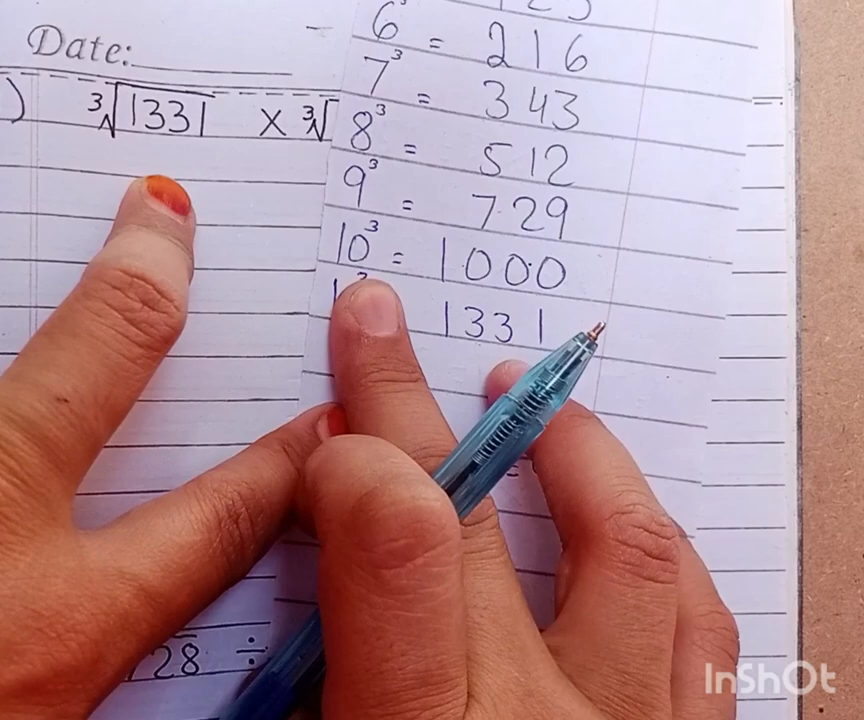 Date:
) ∛1331 x ∛
6³ = 216
7³ = 343
8³ = 512
9³ = 729
10³ = 1000
1331
28 ÷
InShOt